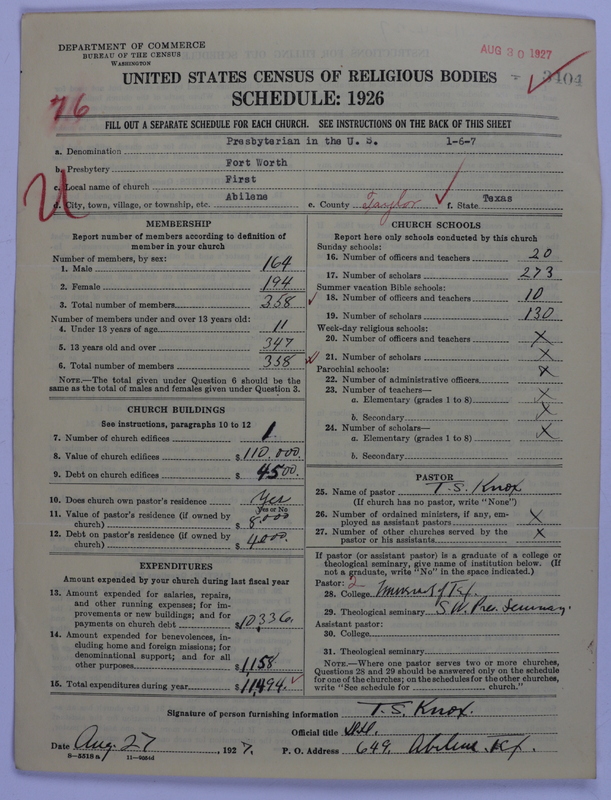 DEPARTMENT OF COMMERCE
BUREAU OF THE CENSUS
WASHINGTON
AUG 30 1927
UNITED STATES CENSUS OF RELIGIOUS BODIES
3404
SCHEDULE: 1926
76
FILL OUT A SEPARATE SCHEDULE FOR EACH CHURCH. SEE INSTRUCTIONS ON THE BACK OF THIS SHEET
a. Denomination Presbyterian in the U. S. 1-6-7
b. Presbytery Fort Worth
c. Local name of church First
U
d. City, town, village, or township, etc. Abilene e. County Taylor f. State Texas
MEMBERSHIP
Report number of members according to definition of
member in your church
Number of members, by sex:
1. Male 164
2. Female 194
3. Total number of members 358
Number of members under and over 13 years old:
4. Under 13 years of age 11
5. 13 years old and over 347
6. Total number of members 358
NOTE.—The total given under Question 6 should be the
same as the total of males and females given under Question 3.
CHURCH BUILDINGS
See instructions, paragraphs 10 to 12
7. Number of church edifices 1
8. Value of church edifices $110,000
9. Debt on church edifices $4500.
10. Does church own pastor's residence Yes
Yes or No
11. Value of pastor's residence (if owned by
church) $8000
12. Debt on pastor's residence (if owned by
church) $4000.
EXPENDITURES
Amount expended by your church during last fiscal year
13. Amount expended for salaries, repairs,
and other running expenses; for im-
provements or new buildings; and for
payments on church debt $10,336.
14. Amount expended for benevolences, in-
cluding home and foreign missions; for
denominational support; and for all
other purposes $1,158
15. Total expenditures during year $11,494.
CHURCH SCHOOLS
Report here only schools conducted by this church
Sunday schools:
16. Number of officers and teachers 20
17. Number of scholars 273
Summer vacation Bible schools:
18. Number of officers and teachers 10
19. Number of scholars 130
Week-day religious schools:
20. Number of officers and teachers X
21. Number of scholars X
Parochial schools:
22. Number of administrative officers X
23. Number of teachers—
a. Elementary (grades 1 to 8) X
b. Secondary X
24. Number of scholars—
a. Elementary (grades 1 to 8) X
b. Secondary
PASTOR
25. Name of pastor T. S. Knox
(If church has no pastor, write "None")
26. Number of ordained ministers, if any, em-
ployed as assistant pastors X
27. Number of other churches served by the
pastor or his assistants X
If pastor (or assistant pastor) is a graduate of a college or
theological seminary, give name of institution below. (If
not a graduate, write "No" in the space indicated.)
Pastor: 2
28. College University of Tex.
29. Theological seminary S.W. Pres. Seminary.
Assistant pastor:
30. College
31. Theological seminary
NOTE.—Where one pastor serves two or more churches,
Questions 28 and 29 should be answered only on the schedule
for one of the churches; on the schedules for the other churches,
write "See schedule for church."
Signature of person furnishing information T. S. Knox
Official title
Date Aug. 27, 1927. P. O. Address 649, Abilene Tex.
8—5518 a